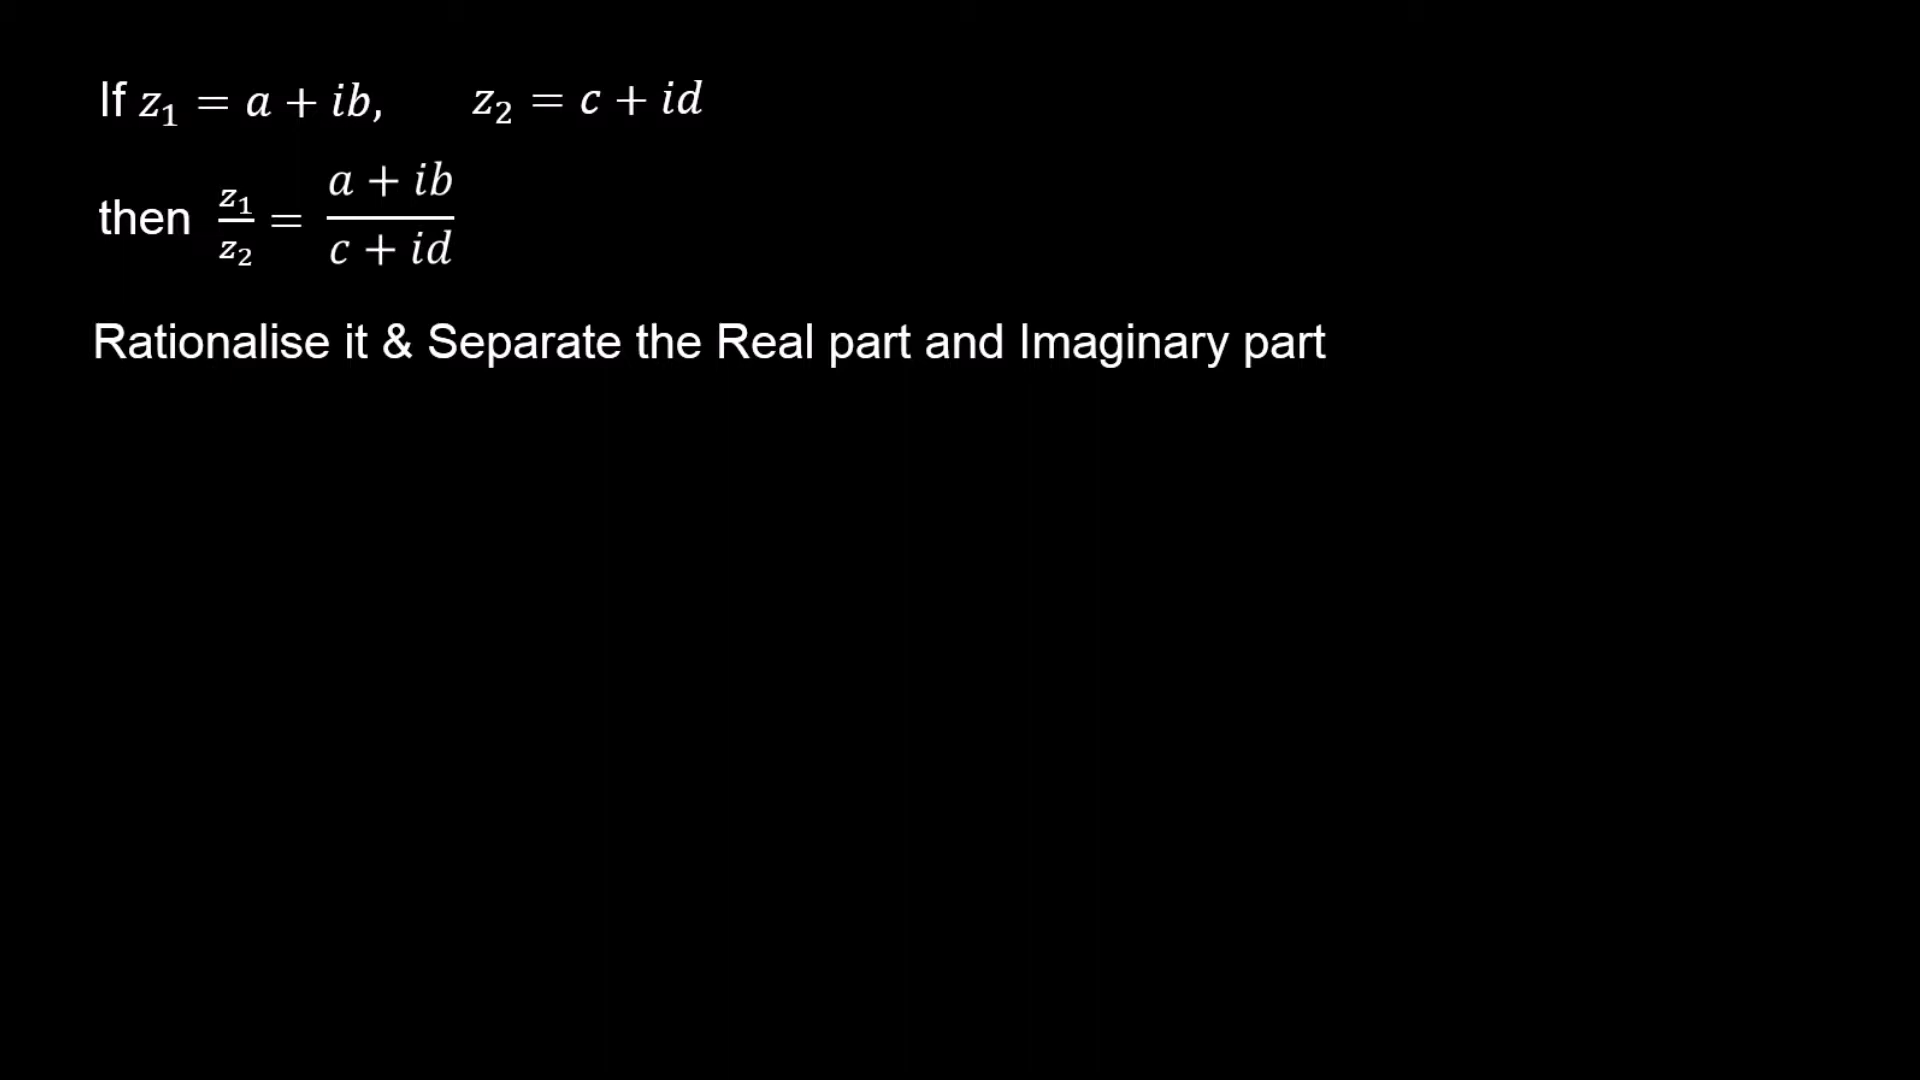 If z₁ = a + ib, z₂ = c + id
then z₁/z₂ = (a + ib)/(c + id)
Rationalise it & Separate the Real part and Imaginary part